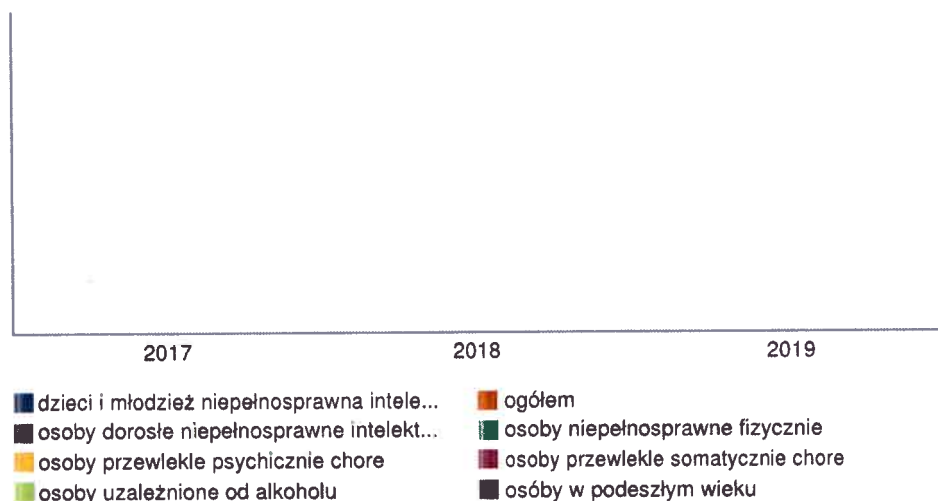 2017 2018 2019
dzieci i młodzież niepełnosprawna intele... ogółem
osoby dorosłe niepełnosprawne intelekt... osoby niepełnosprawne fizycznie
osoby przewlekle psychicznie chore osoby przewlekle somatycznie chore
osoby uzależnione od alkoholu osóby w podeszłym wieku